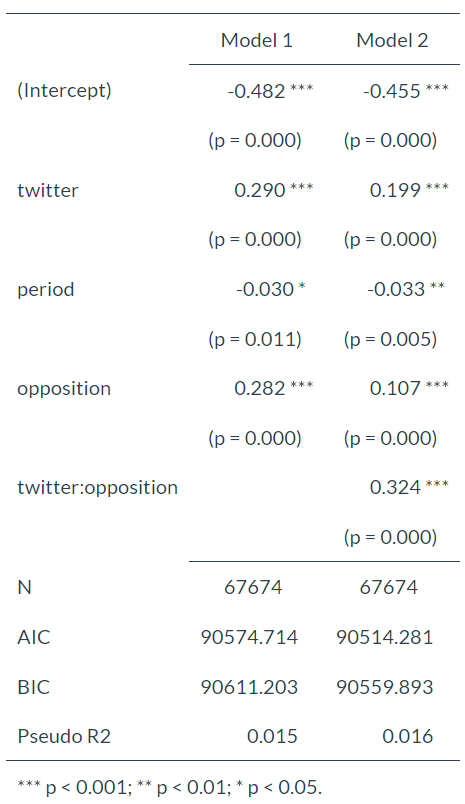 Model 1 Model 2
(Intercept) -0.482 *** -0.455 ***
(p = 0.000) (p = 0.000)
twitter 0.290 *** 0.199 ***
(p = 0.000) (p = 0.000)
period -0.030 * -0.033 **
(p = 0.011) (p = 0.005)
opposition 0.282 *** 0.107 ***
(p = 0.000) (p = 0.000)
twitter:opposition 0.324 ***
(p = 0.000)
N 67674 67674
AIC 90574.714 90514.281
BIC 90611.203 90559.893
Pseudo R2 0.015 0.016
*** p < 0.001; ** p < 0.01; * p < 0.05.